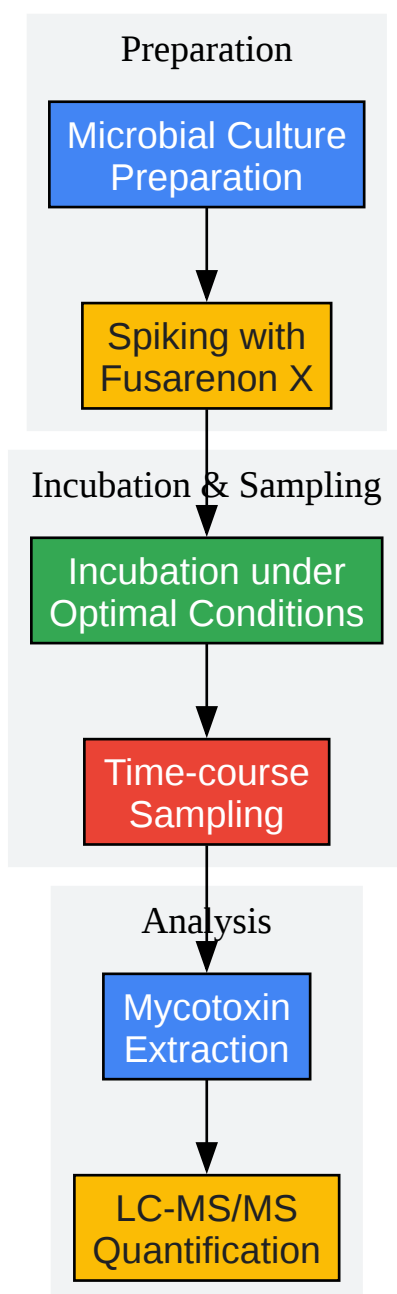 Preparation
Microbial Culture
Preparation
Spiking with
Fusarenon X
Incubation & Sampling
Incubation under
Optimal Conditions
Time-course
Sampling
Analysis
Mycotoxin
Extraction
LC-MS/MS
Quantification